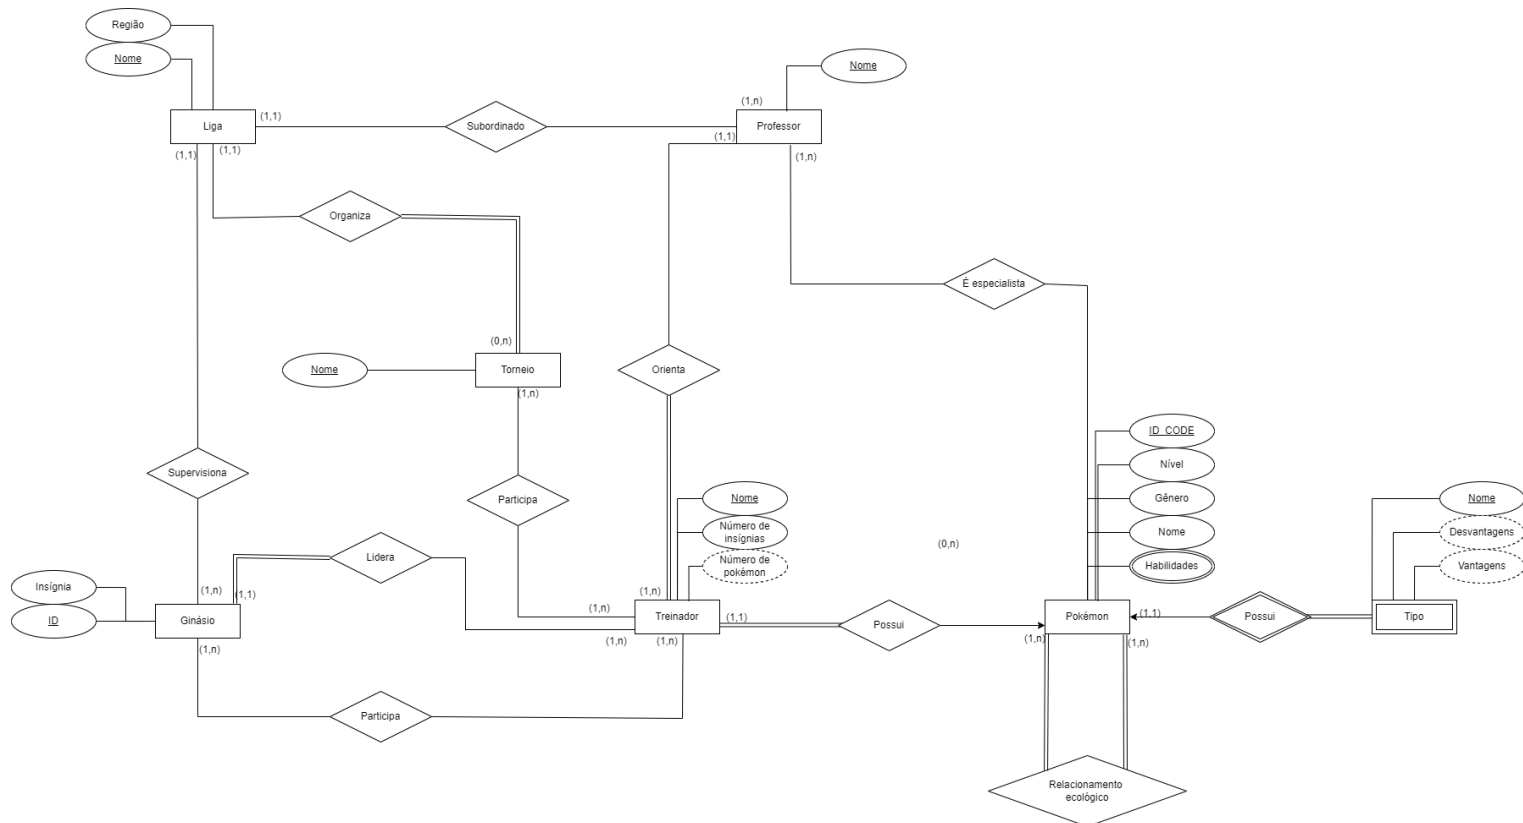 Região
Nome
Nome
(1,n)
(1,1)
Liga
Subordinado
Professor
(1,1)
(1,1)
(1,1)
(1,n)
Organiza
É especialista
(0,n)
Nome
Torneio
Orienta
(1,n)
ID_CODE
Supervisiona
Nível
Participa
Nome
Gênero
Nome
Número de
insígnias
Nome
Desvantagens
(0,n)
Lidera
Número de
pokémon
Habilidades
Vantagens
Insígnia
(1,n)
(1,1)
(1,n)
(1,n)
ID
Ginásio
Treinador
(1,1)
Possui
Pokémon
(1,1)
Possui
Tipo
(1,n)
(1,n)
(1,n)
(1,n)
(1,n)
Participa
Relacionamento
ecológico